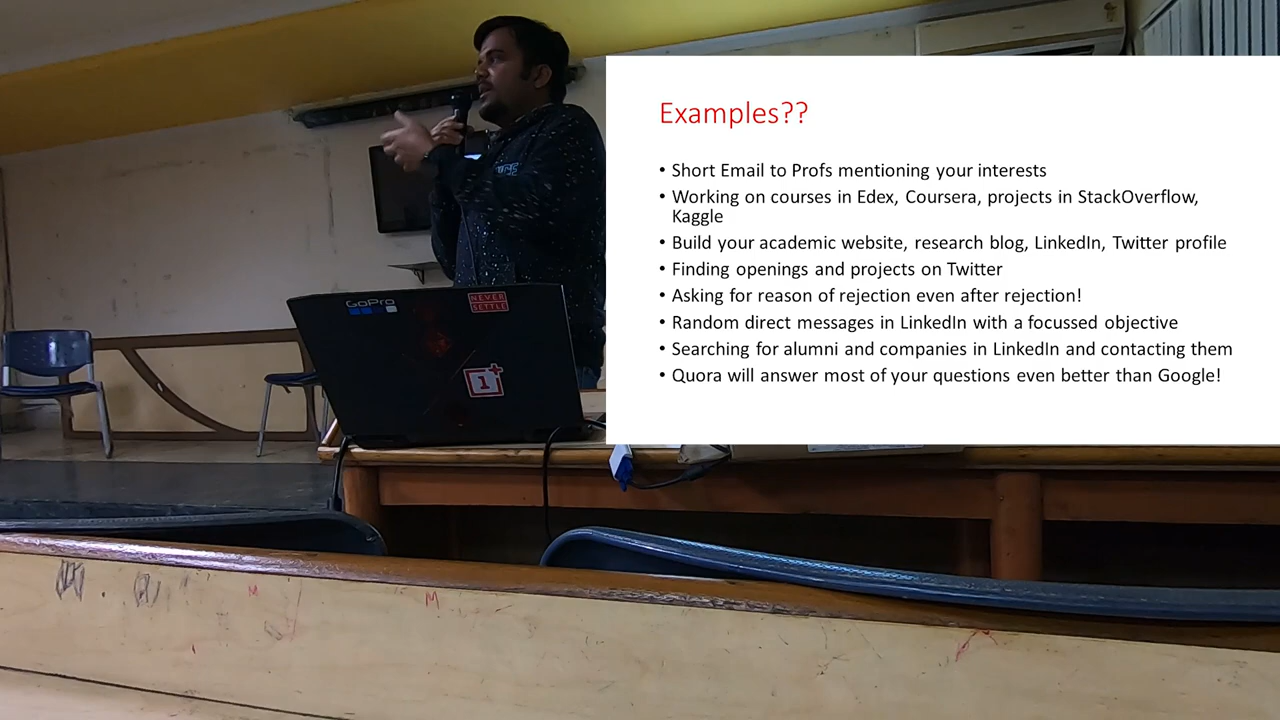 Examples??
• Short Email to Profs mentioning your interests
• Working on courses in Edex, Coursera, projects in StackOverflow,
Kaggle
• Build your academic website, research blog, LinkedIn, Twitter profile
• Finding openings and projects on Twitter
• Asking for reason of rejection even after rejection!
• Random direct messages in LinkedIn with a focussed objective
• Searching for alumni and companies in LinkedIn and contacting them
• Quora will answer most of your questions even better than Google!
GoPro
NEVER
SETTLE
1+
M
M